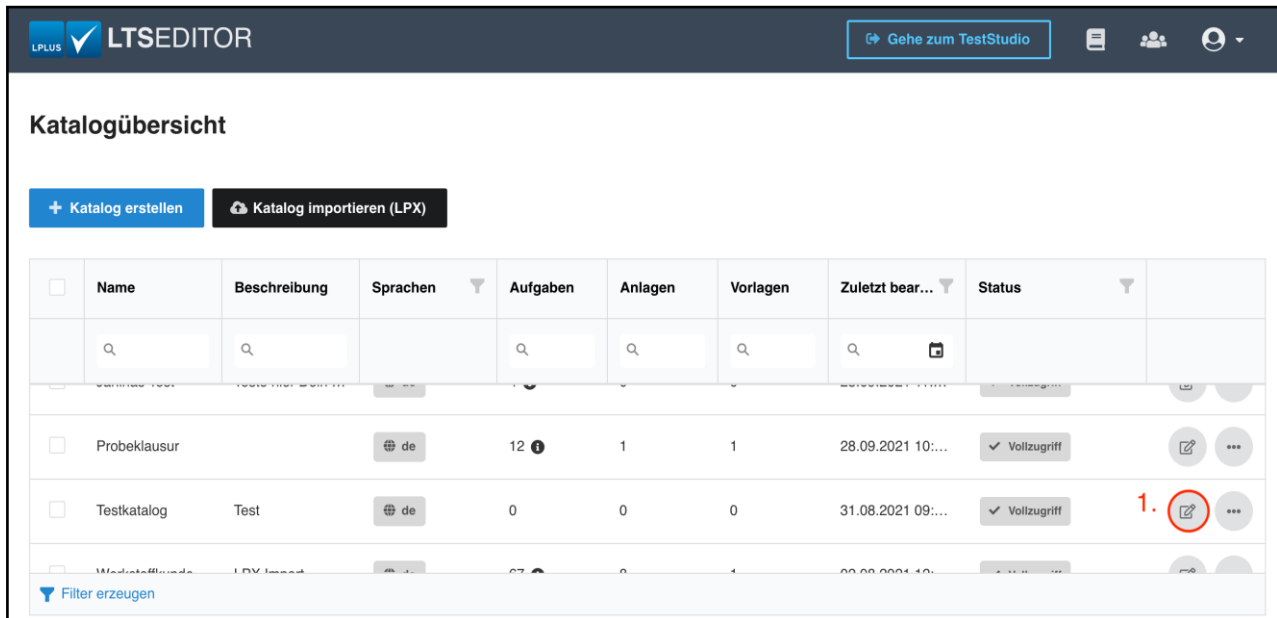 LPLUS LTSEDITOR Gehe zum TestStudio
Katalogübersicht
+ Katalog erstellen Katalog importieren (LPX)
Name Beschreibung Sprachen Aufgaben Anlagen Vorlagen Zuletzt bear... Status
Probeklausur de 12 1 1 28.09.2021 10:... Vollzugriff
Testkatalog Test de 0 0 0 31.08.2021 09:... Vollzugriff 1.
Filter erzeugen